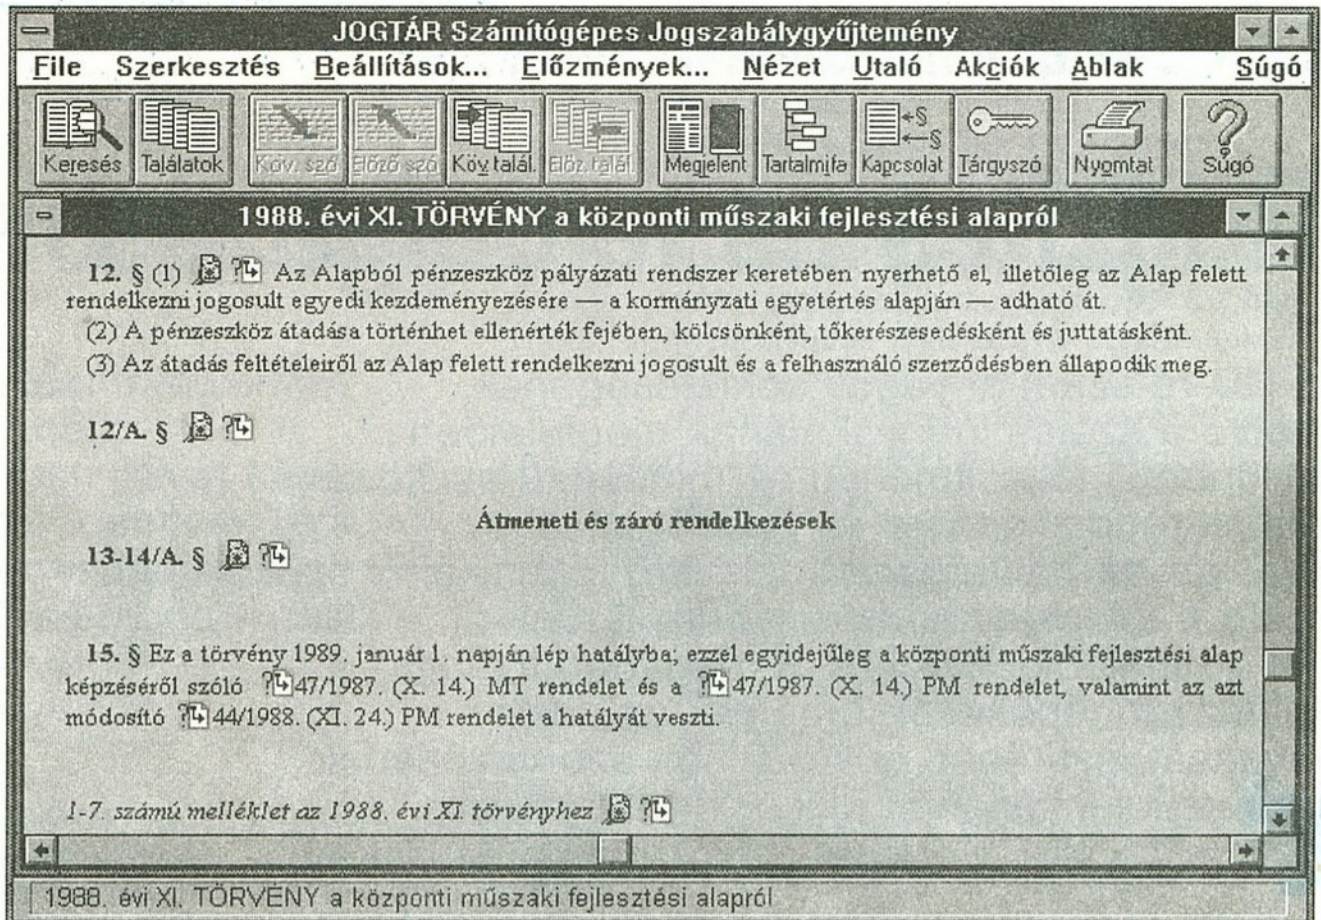 JOGTÁR Számítógépes Jogszabálygyűjtemény
File Szerkesztés Beállítások... Előzmények... Nézet Utaló Akciók Ablak Súgó
Keresés Találatok Köv. szó Előző szó Köv. talál. Előz. talál. Megjelent Tartalmifa Kapcsolat Tárgyszó Nyomtat Súgó
1988. évi XI. TÖRVÉNY a központi műszaki fejlesztési alapról
12. § (1) Az Alapból pénzeszköz pályázati rendszer keretében nyerhető el, illetőleg az Alap felett
rendelkezni jogosult egyedi kezdeményezésére — a kormányzati egyetértés alapján — adható át.
(2) A pénzeszköz átadása történhet ellenérték fejében, kölcsönként, tőkerészesedésként és juttatásként.
(3) Az átadás feltételeiről az Alap felett rendelkezni jogosult és a felhasználó szerződésben állapodik meg.
12/A. §
Átmeneti és záró rendelkezések
13-14/A. §
15. § Ez a törvény 1989. január 1. napján lép hatályba; ezzel egyidejűleg a központi műszaki fejlesztési alap
képzéséről szóló ?47/1987. (X. 14.) MT rendelet és a ?47/1987. (X. 14.) PM rendelet, valamint az azt
módosító ?44/1988. (XI. 24.) PM rendelet a hatályát veszti.
1-7. számú melléklet az 1988. évi XI. törvényhez
1988. évi XI. TÖRVÉNY a központi műszaki fejlesztési alapról